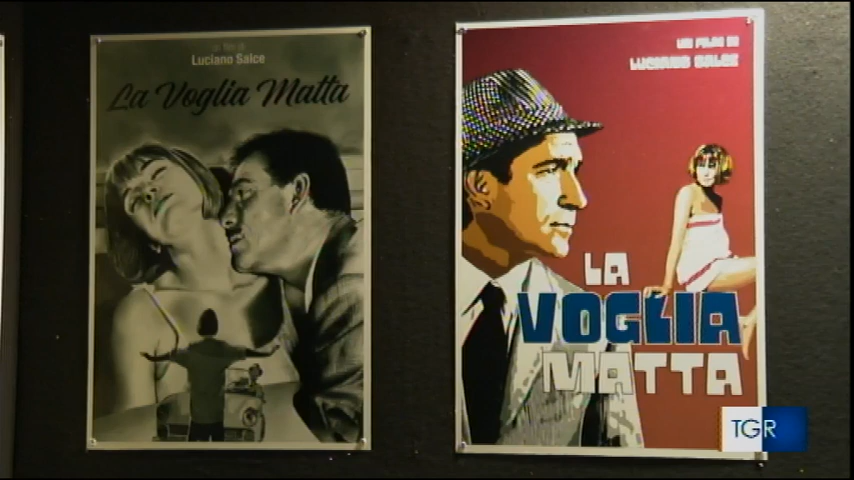 un film di
Luciano Salce
La Voglia Matta
UN FILM DI
LUCIANO SALCE
LA
VOGLIA
MATTA
TGR